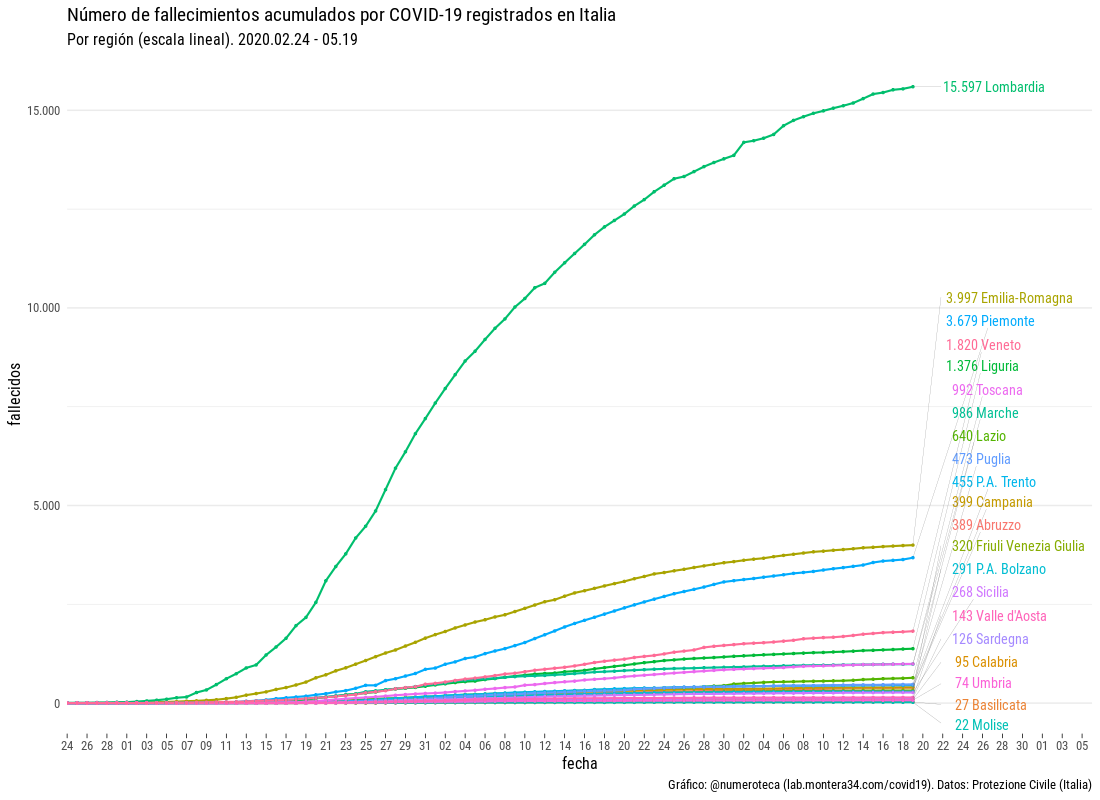 Número de fallecimientos acumulados por COVID-19 registrados en Italia
Por región (escala lineal). 2020.02.24 - 05.19
15.000
10.000
5.000
0
fallecidos
15.597 Lombardia
3.997 Emilia-Romagna
3.679 Piemonte
1.820 Veneto
1.376 Liguria
992 Toscana
986 Marche
640 Lazio
473 Puglia
455 P.A. Trento
399 Campania
389 Abruzzo
320 Friuli Venezia Giulia
291 P.A. Bolzano
268 Sicilia
143 Valle d'Aosta
126 Sardegna
95 Calabria
74 Umbria
27 Basilicata
22 Molise
24 26 28 01 03 05 07 09 11 13 15 17 19 21 23 25 27 29 31 02 04 06 08 10 12 14 16 18 20 22 24 26 28 30 02 04 06 08 10 12 14 16 18 20 22 24 26 28 30 01 03 05
fecha
Gráfico: @numeroteca (lab.montera34.com/covid19). Datos: Protezione Civile (Italia)